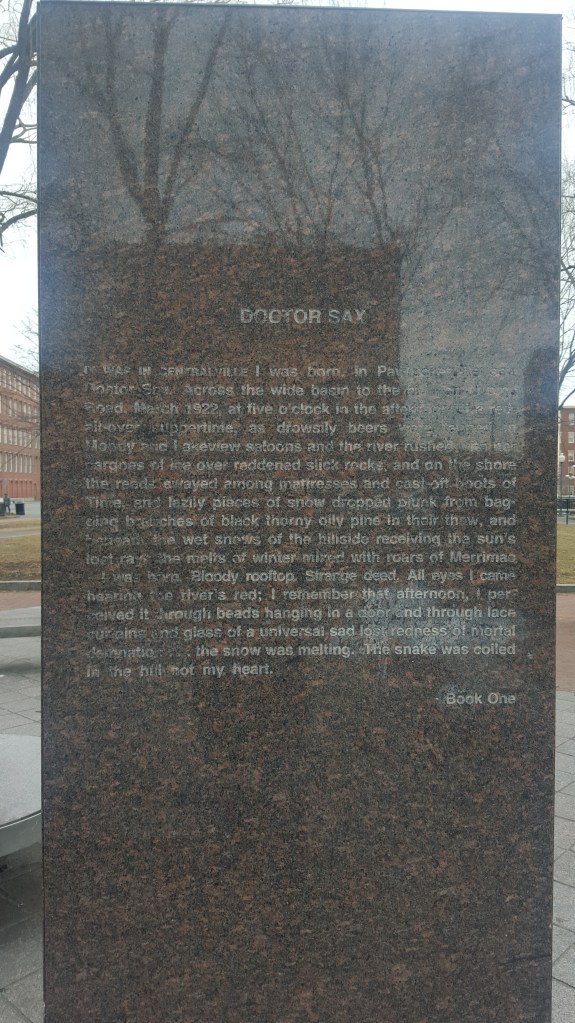 DOCTOR SAX
IT WAS IN CENTRALVILLE I was born, in
Doctor Sax. Across the wide basin to the
Road, March 1922, at five o'clock in the
all-over suppertime, as drowsily beers were
Moody and Lakeview saloons and the river rushed
cargoes of ice over reddened slick rocks, and on the shore
the reeds swayed among mattresses and cast-off boots of
Time, and lazily pieces of snow dropped plunk from bag-
ging branches of black thorny oily pine in their thaw, and
beneath the wet snows of the hillside receiving the sun's
lost rays the melts of winter mixed with roars of Merrimac
- I was born. Bloody rooftop. Strange deed. All eyes I came
hearing the river's red; I remember that afternoon, I per-
ceived it through beads hanging in a door and through lace
curtains and glass of a universal sad lost redness of mortal
damnation . . . the snow was melting. The snake was coiled
in the hill not my heart.
- Book One